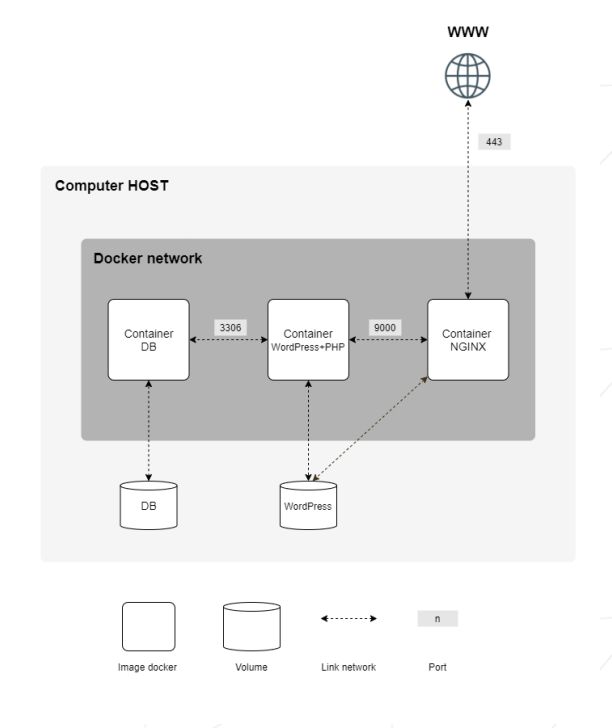 WWW
443
Computer HOST
Docker network
Container
DB
3306
Container
WordPress+PHP
9000
Container
NGINX
DB
WordPress
n
Image docker
Volume
Link network
Port